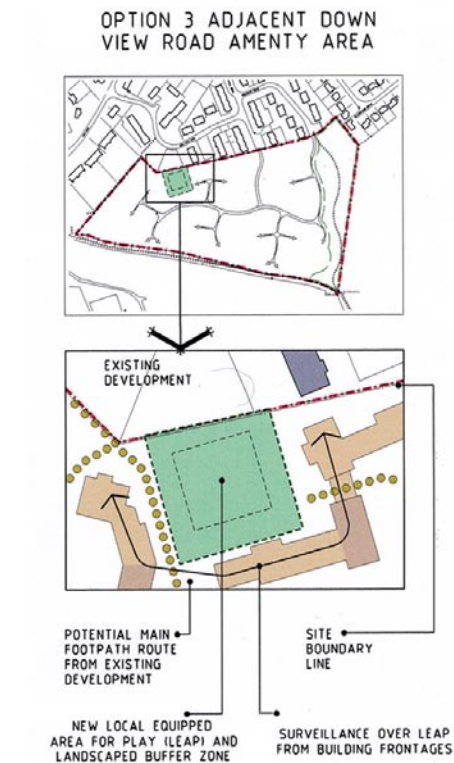 OPTION 3 ADJACENT DOWN
VIEW ROAD AMENTY AREA
EXISTING
DEVELOPMENT
POTENTIAL MAIN
FOOTPATH ROUTE
FROM EXISTING
DEVELOPMENT
SITE
BOUNDARY
LINE
NEW LOCAL EQUIPPED
AREA FOR PLAY (LEAP) AND
LANDSCAPED BUFFER ZONE
SURVEILLANCE OVER LEAP
FROM BUILDING FRONTAGES